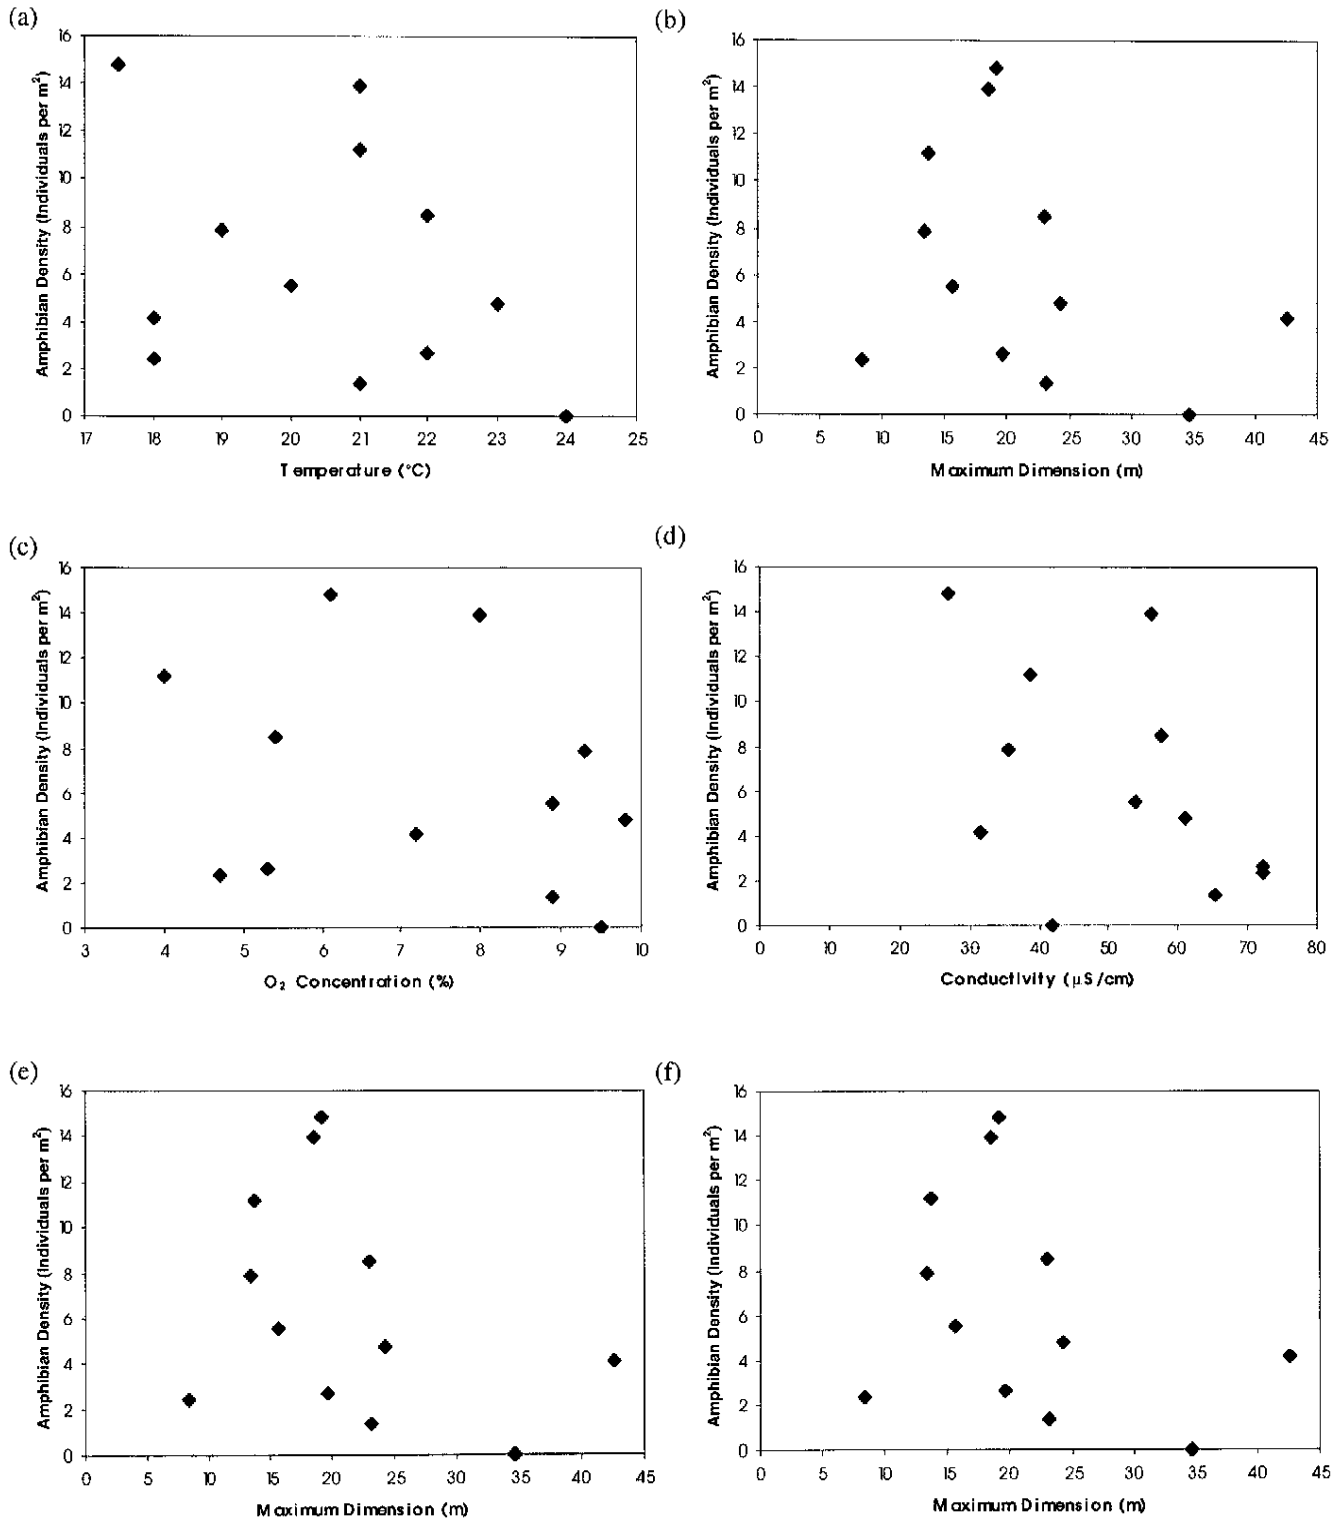 (a)
Amphibian Density (Individuals per m²)
16
14
12
10
8
6
4
2
0
17 18 19 20 21 22 23 24 25
Temperature (°C)
(b)
Amphibian Density (Individuals per m²)
16
14
12
10
8
6
4
2
0
0 5 10 15 20 25 30 35 40 45
Maximum Dimension (m)
(c)
Amphibian Density (Individuals per m²)
16
14
12
10
8
6
4
2
0
3 4 5 6 7 8 9 10
O₂ Concentration (%)
(d)
Amphibian Density (Individuals per m²)
16
14
12
10
8
6
4
2
0
0 10 20 30 40 50 60 70 80
Conductivity (µS/cm)
(e)
Amphibian Density (Individuals per m²)
16
14
12
10
8
6
4
2
0
0 5 10 15 20 25 30 35 40 45
Maximum Dimension (m)
(f)
Amphibian Density (Individuals per m²)
16
14
12
10
8
6
4
2
0
0 5 10 15 20 25 30 35 40 45
Maximum Dimension (m)